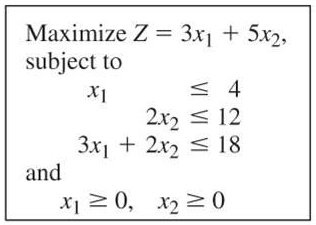 Maximize Z = 3x₁ + 5x₂,
subject to
x₁ ≤ 4
2x₂ ≤ 12
3x₁ + 2x₂ ≤ 18
and
x₁ ≥ 0, x₂ ≥ 0